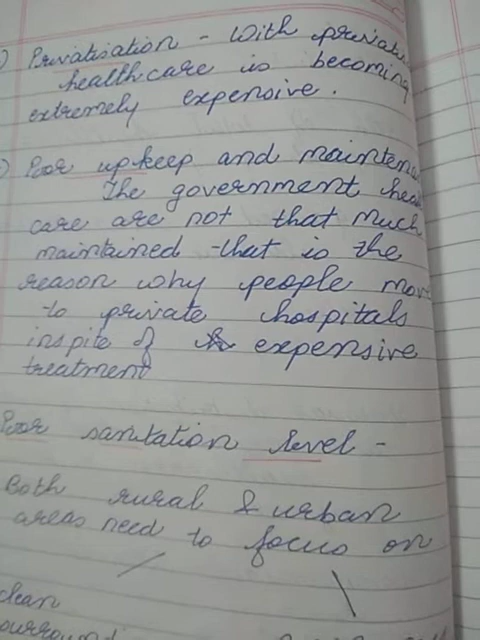 ) Privatisation - With privati
healthcare is becoming
extremely expensive.
) Poor upkeep and maintena
The government heal
care are not that much
maintained that is the
reason why people mov
to private hospitals
inspite of expensive
treatment
Poor sanitation level -
Both rural & urban
areas need to focus on
clean
surround